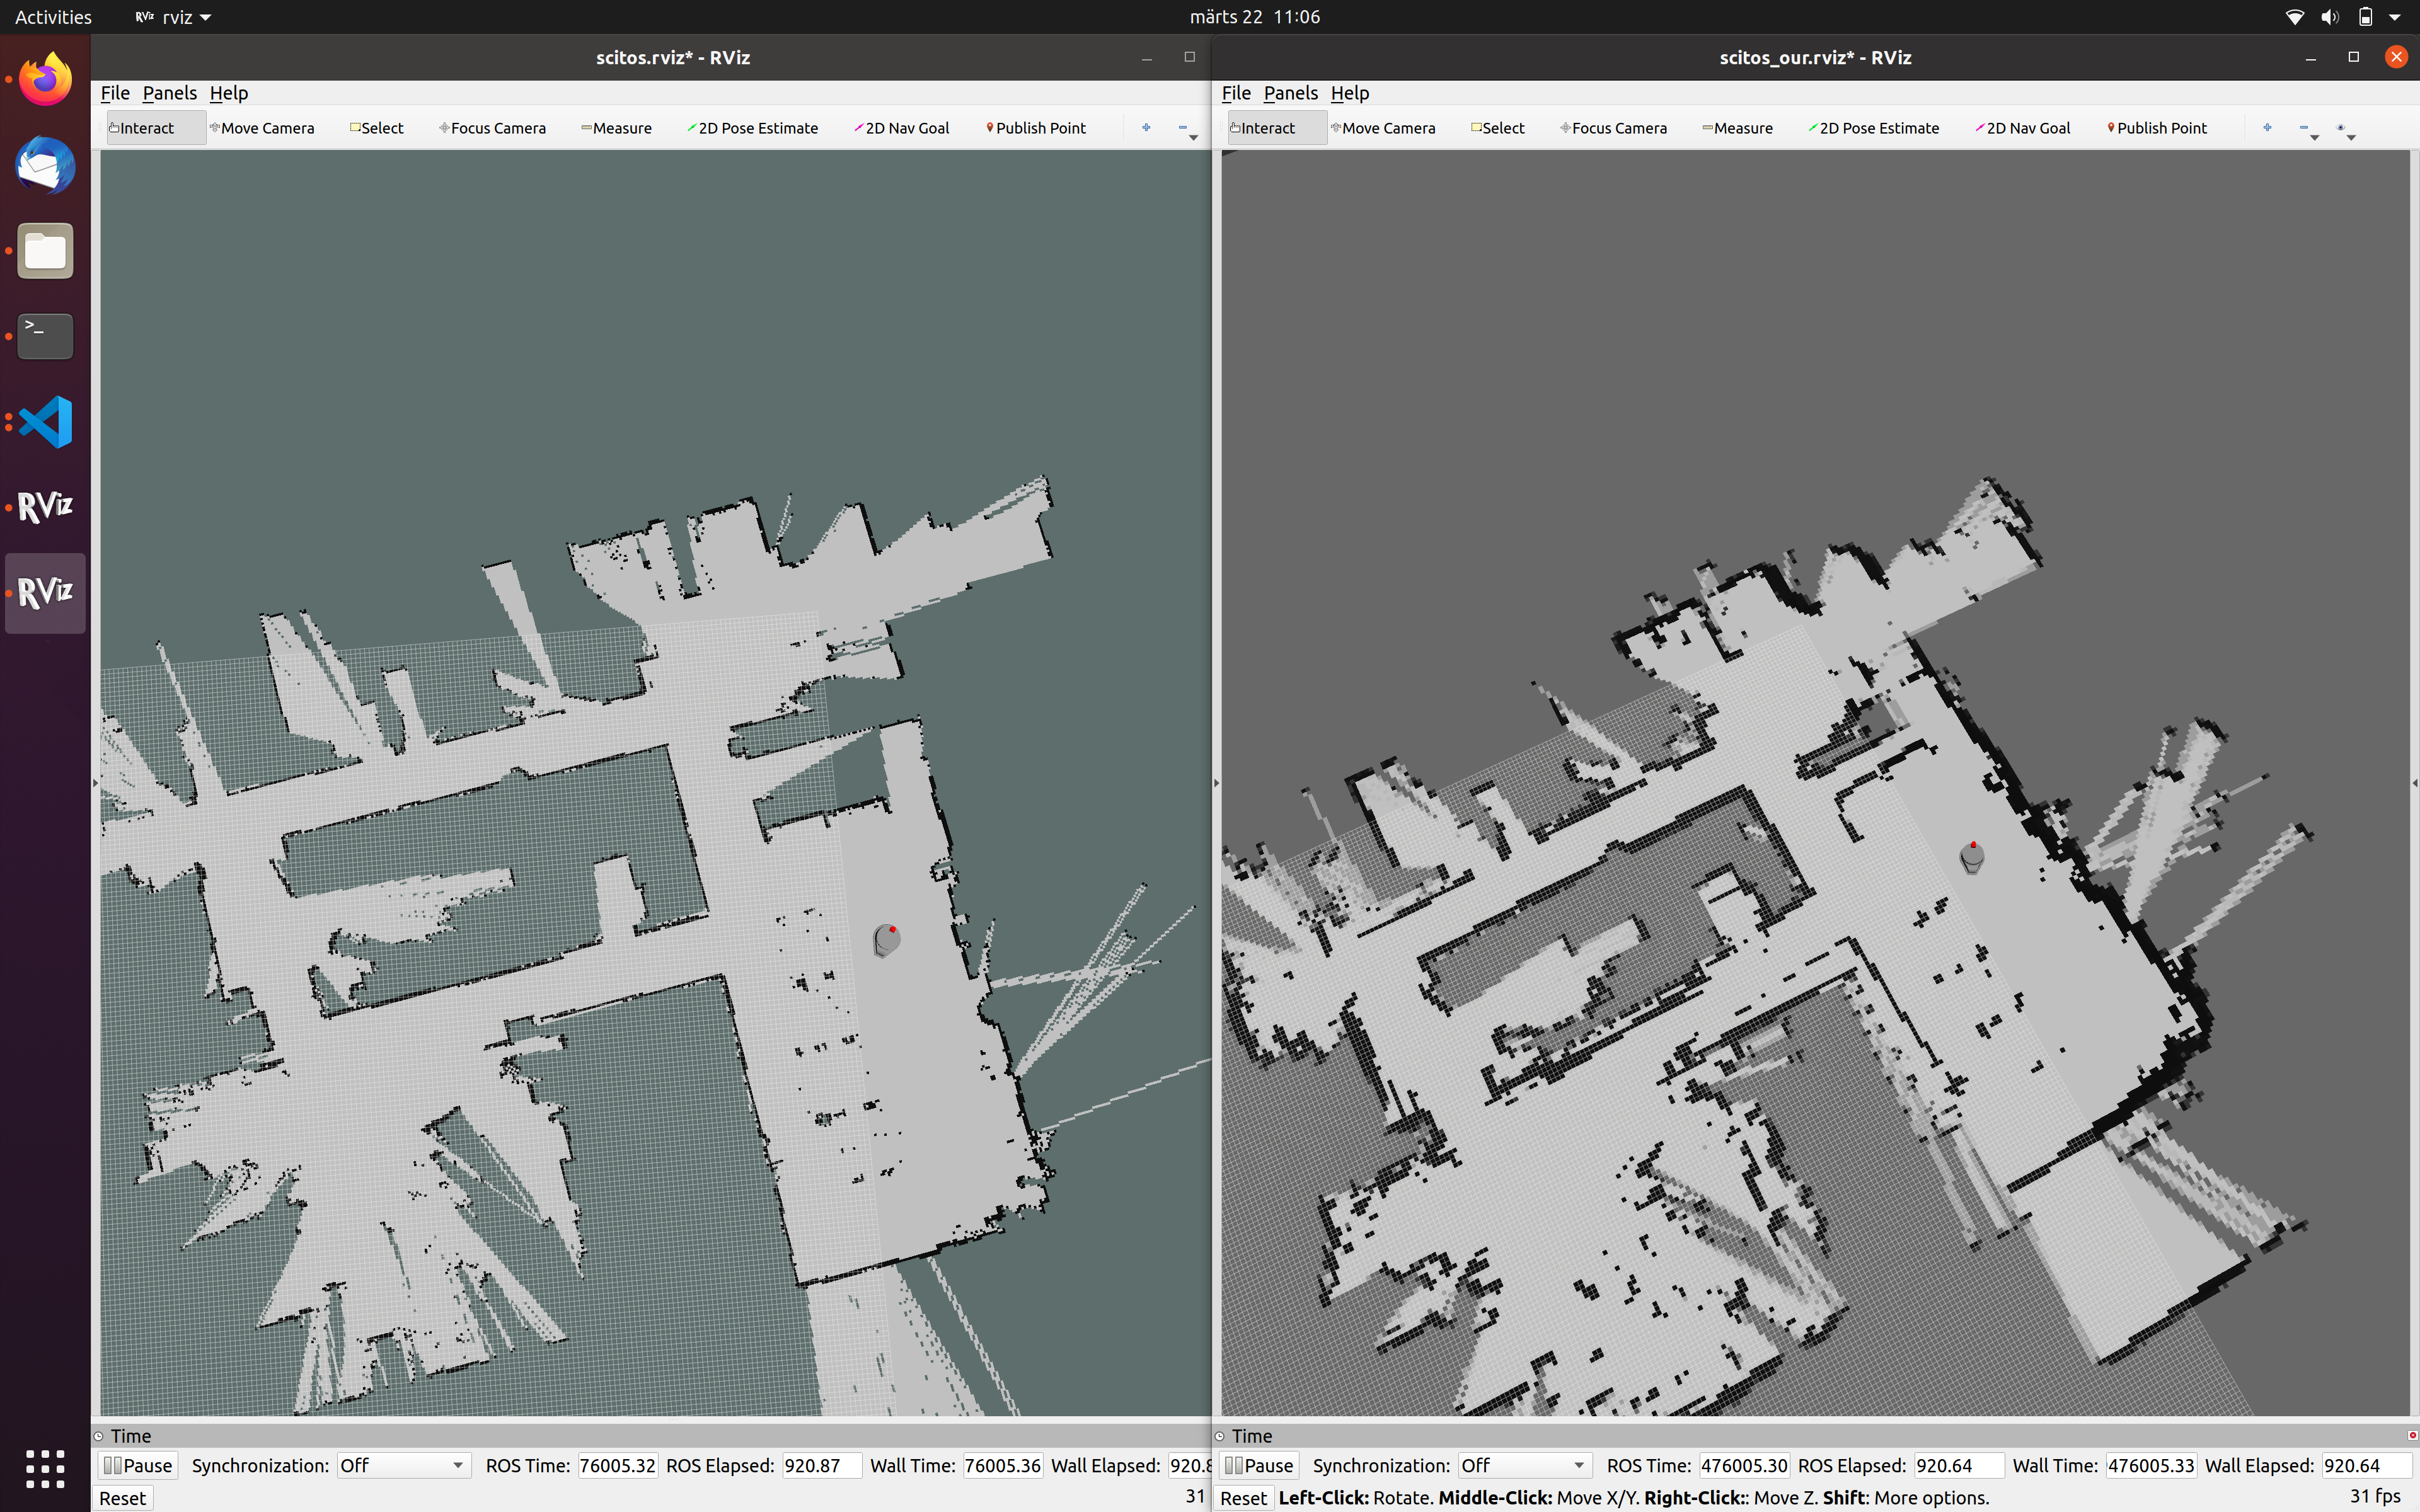 Activities
RViz rviz
märts 22 11:06
scitos.rviz* - RViz
File Panels Help
Interact Move Camera Select Focus Camera Measure 2D Pose Estimate 2D Nav Goal Publish Point
scitos_our.rviz* - RViz
File Panels Help
Interact Move Camera Select Focus Camera Measure 2D Pose Estimate 2D Nav Goal Publish Point
>_
RViz
RViz
Time
Pause Synchronization: Off ROS Time: 76005.32 ROS Elapsed: 920.87 Wall Time: 76005.36 Wall Elapsed: 920.8
Reset
31
Time
Pause Synchronization: Off ROS Time: 476005.30 ROS Elapsed: 920.64 Wall Time: 476005.33 Wall Elapsed: 920.64
Reset Left-Click: Rotate. Middle-Click: Move X/Y. Right-Click:: Move Z. Shift: More options.
31 fps